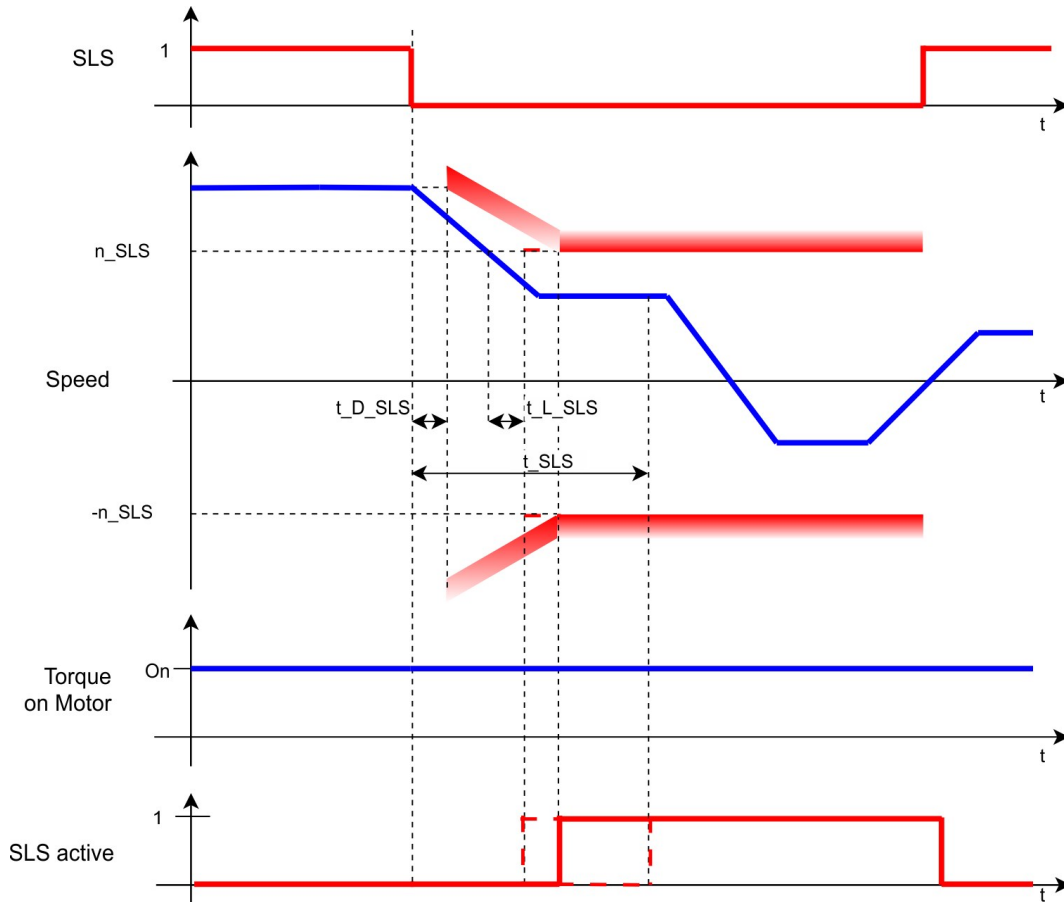 SLS
1
t
n_SLS
Speed
t
t_D_SLS
t_L_SLS
t_SLS
-n_SLS
On
Torque
on Motor
t
1
SLS active
t